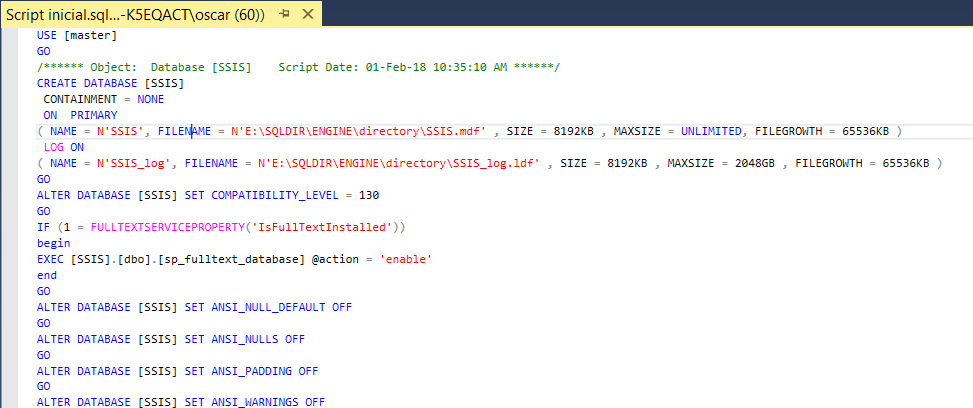 Script inicial.sql...-K5EQACT\oscar (60))
USE [master]
GO
/****** Object:  Database [SSIS]    Script Date: 01-Feb-18 10:35:10 AM ******/
CREATE DATABASE [SSIS]
 CONTAINMENT = NONE
 ON  PRIMARY
( NAME = N'SSIS', FILENAME = N'E:\SQLDIR\ENGINE\directory\SSIS.mdf' , SIZE = 8192KB , MAXSIZE = UNLIMITED, FILEGROWTH = 65536KB )
 LOG ON
( NAME = N'SSIS_log', FILENAME = N'E:\SQLDIR\ENGINE\directory\SSIS_log.ldf' , SIZE = 8192KB , MAXSIZE = 2048GB , FILEGROWTH = 65536KB )
GO
ALTER DATABASE [SSIS] SET COMPATIBILITY_LEVEL = 130
GO
IF (1 = FULLTEXTSERVICEPROPERTY('IsFullTextInstalled'))
begin
EXEC [SSIS].[dbo].[sp_fulltext_database] @action = 'enable'
end
GO
ALTER DATABASE [SSIS] SET ANSI_NULL_DEFAULT OFF
GO
ALTER DATABASE [SSIS] SET ANSI_NULLS OFF
GO
ALTER DATABASE [SSIS] SET ANSI_PADDING OFF
GO
ALTER DATABASE [SSIS] SET ANSI_WARNINGS OFF